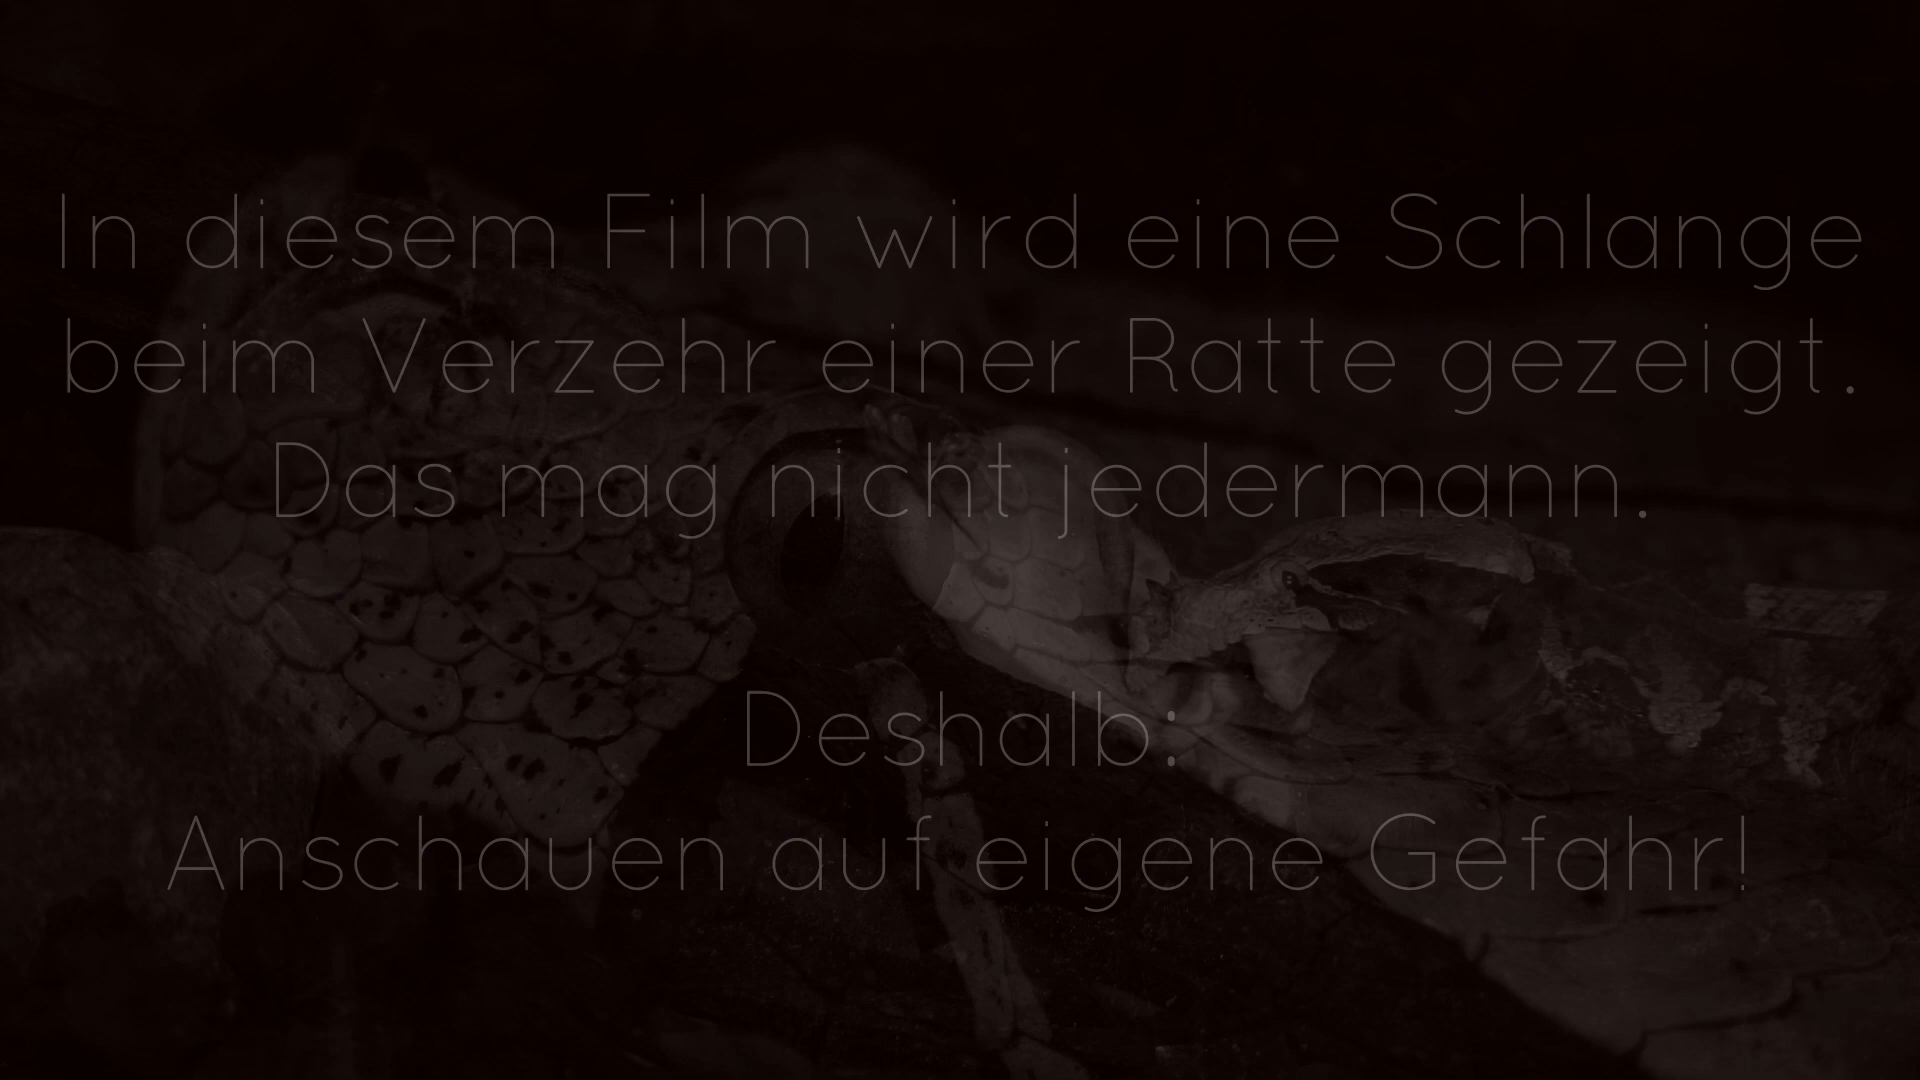 In diesem Film wird eine Schlange
beim Verzehr einer Ratte gezeigt.
Das mag nicht jedermann.
Deshalb:
Anschauen auf eigene Gefahr!